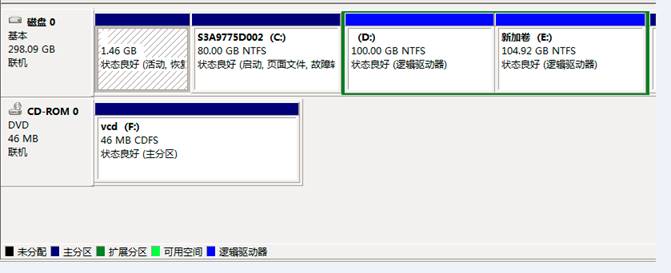 磁盘 0
基本
298.09 GB
联机
1.46 GB
状态良好 (活动, 恢复
S3A9775D002 (C:)
80.00 GB NTFS
状态良好 (启动, 页面文件, 故障转
(D:)
100.00 GB NTFS
状态良好 (逻辑驱动器)
新加卷 (E:)
104.92 GB NTFS
状态良好 (逻辑驱动器)
CD-ROM 0
DVD
46 MB
联机
vcd (F:)
46 MB CDFS
状态良好 (主分区)
未分配 主分区 扩展分区 可用空间 逻辑驱动器